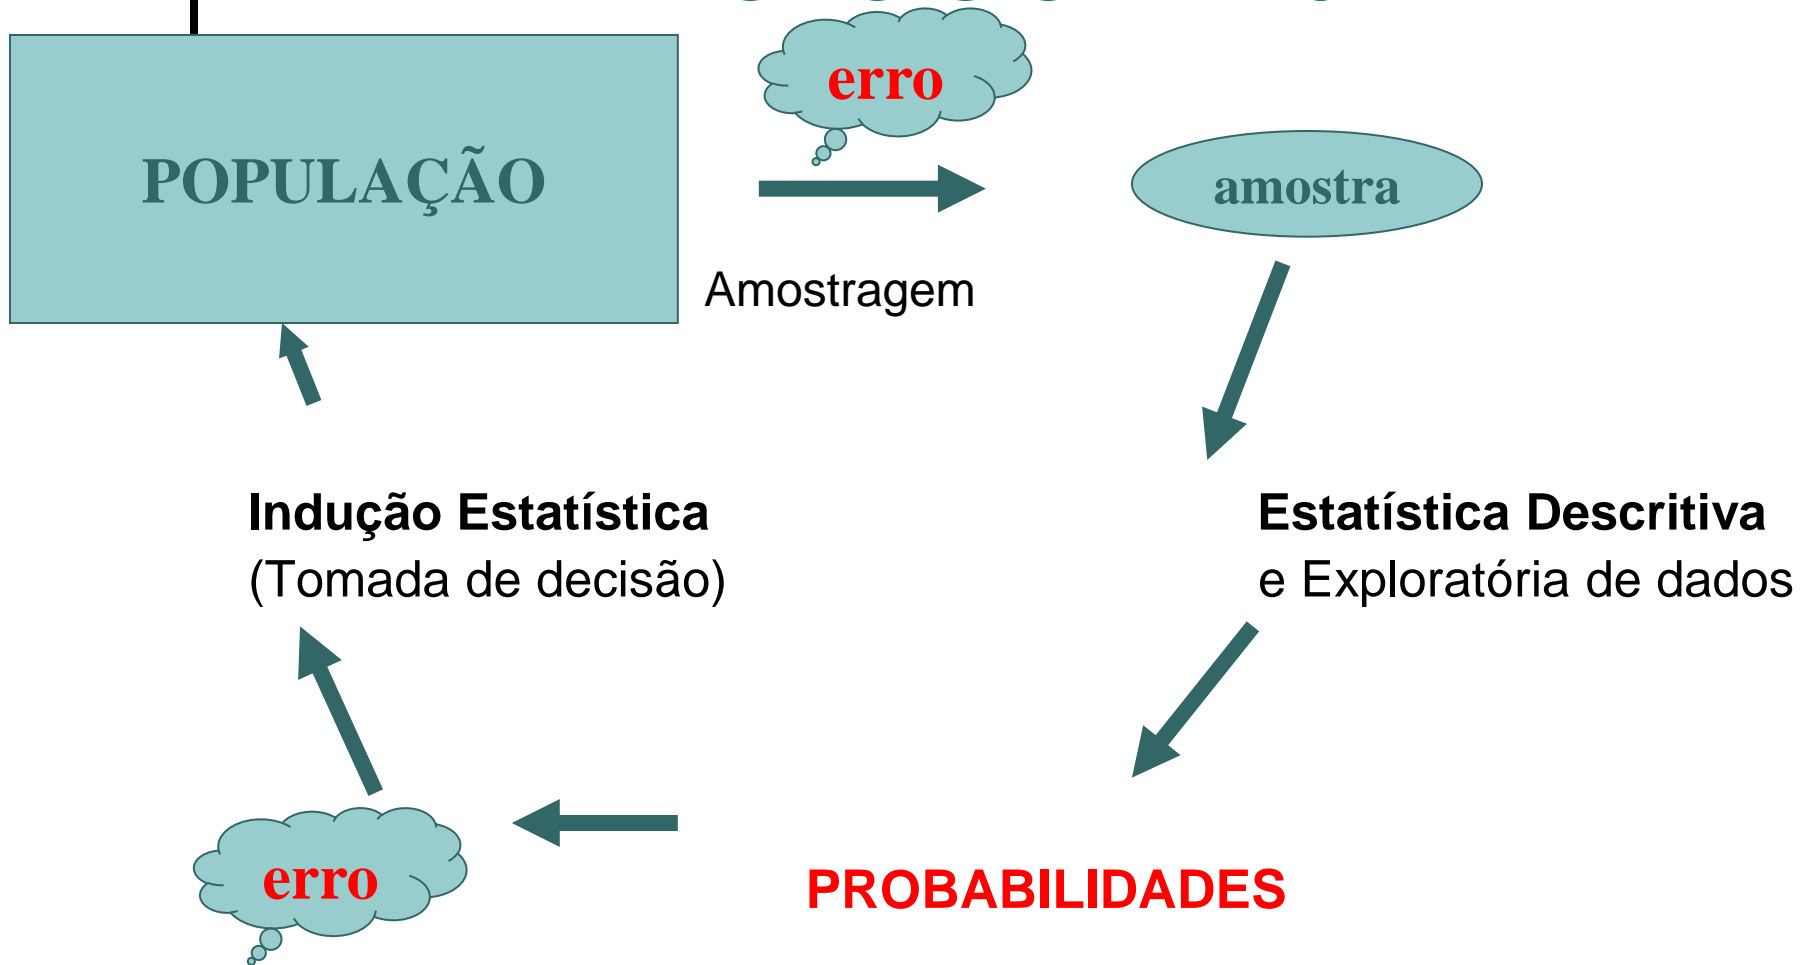 erro
POPULAÇÃO
amostra
Amostragem
Indução Estatística
(Tomada de decisão)
Estatística Descritiva
e Exploratória de dados
erro
PROBABILIDADES